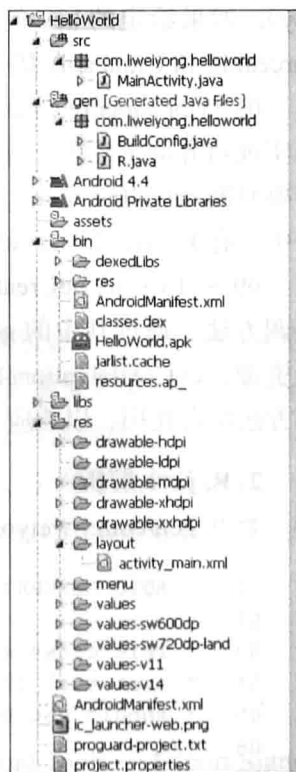 HelloWorld
src
com.liweiyong.helloworld
MainActivity.java
gen [Generated Java Files]
com.liweiyong.helloworld
BuildConfig.java
R.java
Android 4.4
Android Private Libraries
assets
bin
dexedLibs
res
AndroidManifest.xml
classes.dex
HelloWorld.apk
jarlist.cache
resources.ap_
libs
res
drawable-hdpi
drawable-ldpi
drawable-mdpi
drawable-xhdpi
drawable-xxhdpi
layout
activity_main.xml
menu
values
values-sw600dp
values-sw720dp-land
values-v11
values-v14
AndroidManifest.xml
ic_launcher-web.png
proguard-project.txt
project.properties